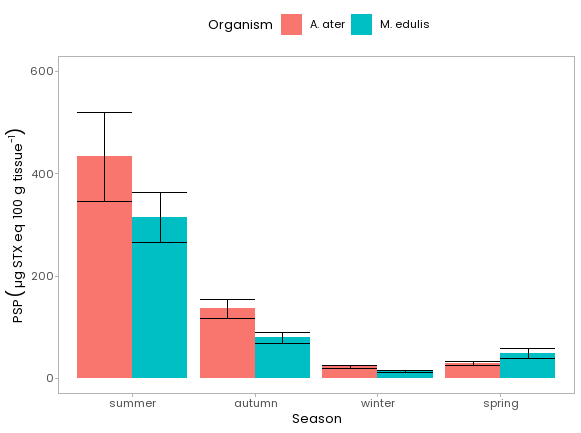 Organism A. ater M. edulis
600
400
200
0
PSP ( µg STX eq 100 g tissue⁻¹)
summer autumn winter spring
Season